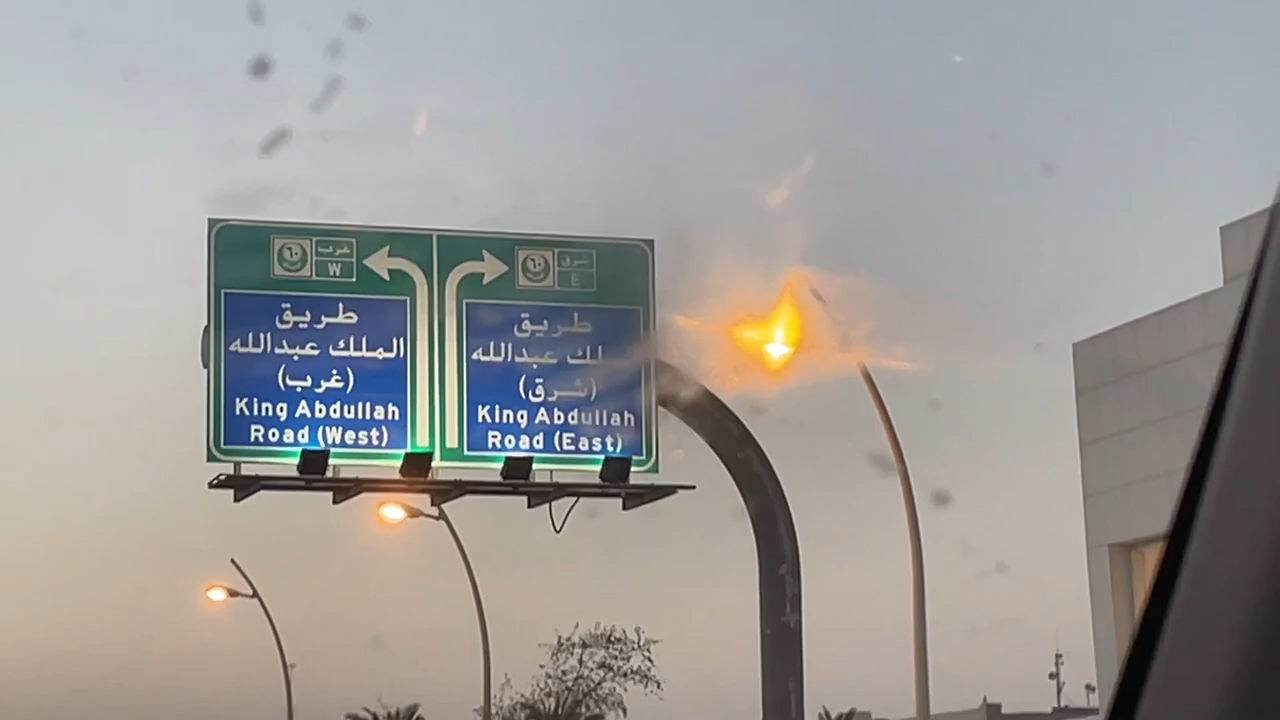 ٦٠
غرب
W
طريق
الملك عبدالله
(غرب)
King Abdullah
Road (West)
٦٠
شرق
E
طريق
لك عبدالله
(شرق)
King Abdullah
Road (East)